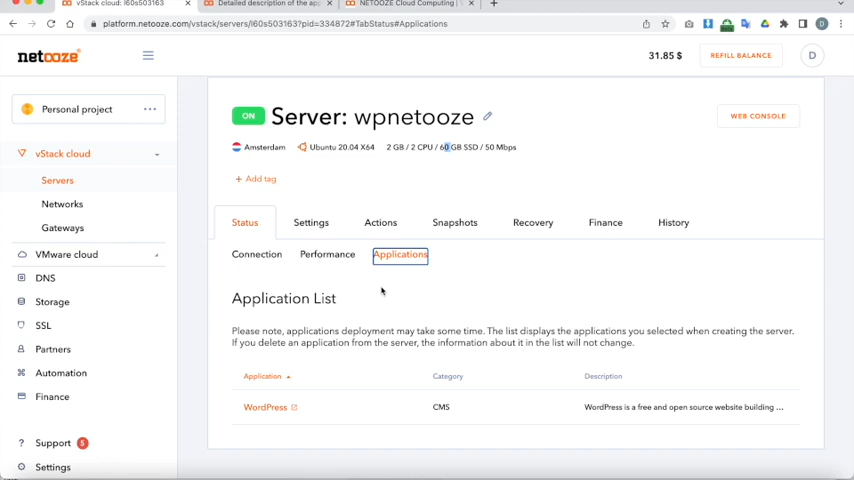 vStack cloud: l60s503163
Detailed description of the app
NETOOZE Cloud Computing |
platform.netooze.com/vstack/servers/l60s503163?pid=334872#TabStatus#Applications
D
netooze
31.85 $
REFILL BALANCE
D
Personal project
vStack cloud
Servers
Networks
Gateways
VMware cloud
DNS
Storage
SSL
Partners
Automation
Finance
? Support 5
Settings
ON Server: wpnetooze
WEB CONSOLE
Amsterdam Ubuntu 20.04 X64 2 GB / 2 CPU / 60 GB SSD / 50 Mbps
+ Add tag
Status Settings Actions Snapshots Recovery Finance History
Connection Performance Applications
Application List
Please note, applications deployment may take some time. The list displays the applications you selected when creating the server.
If you delete an application from the server, the information about it in the list will not change.
Application Category Description
WordPress CMS WordPress is a free and open source website building ...